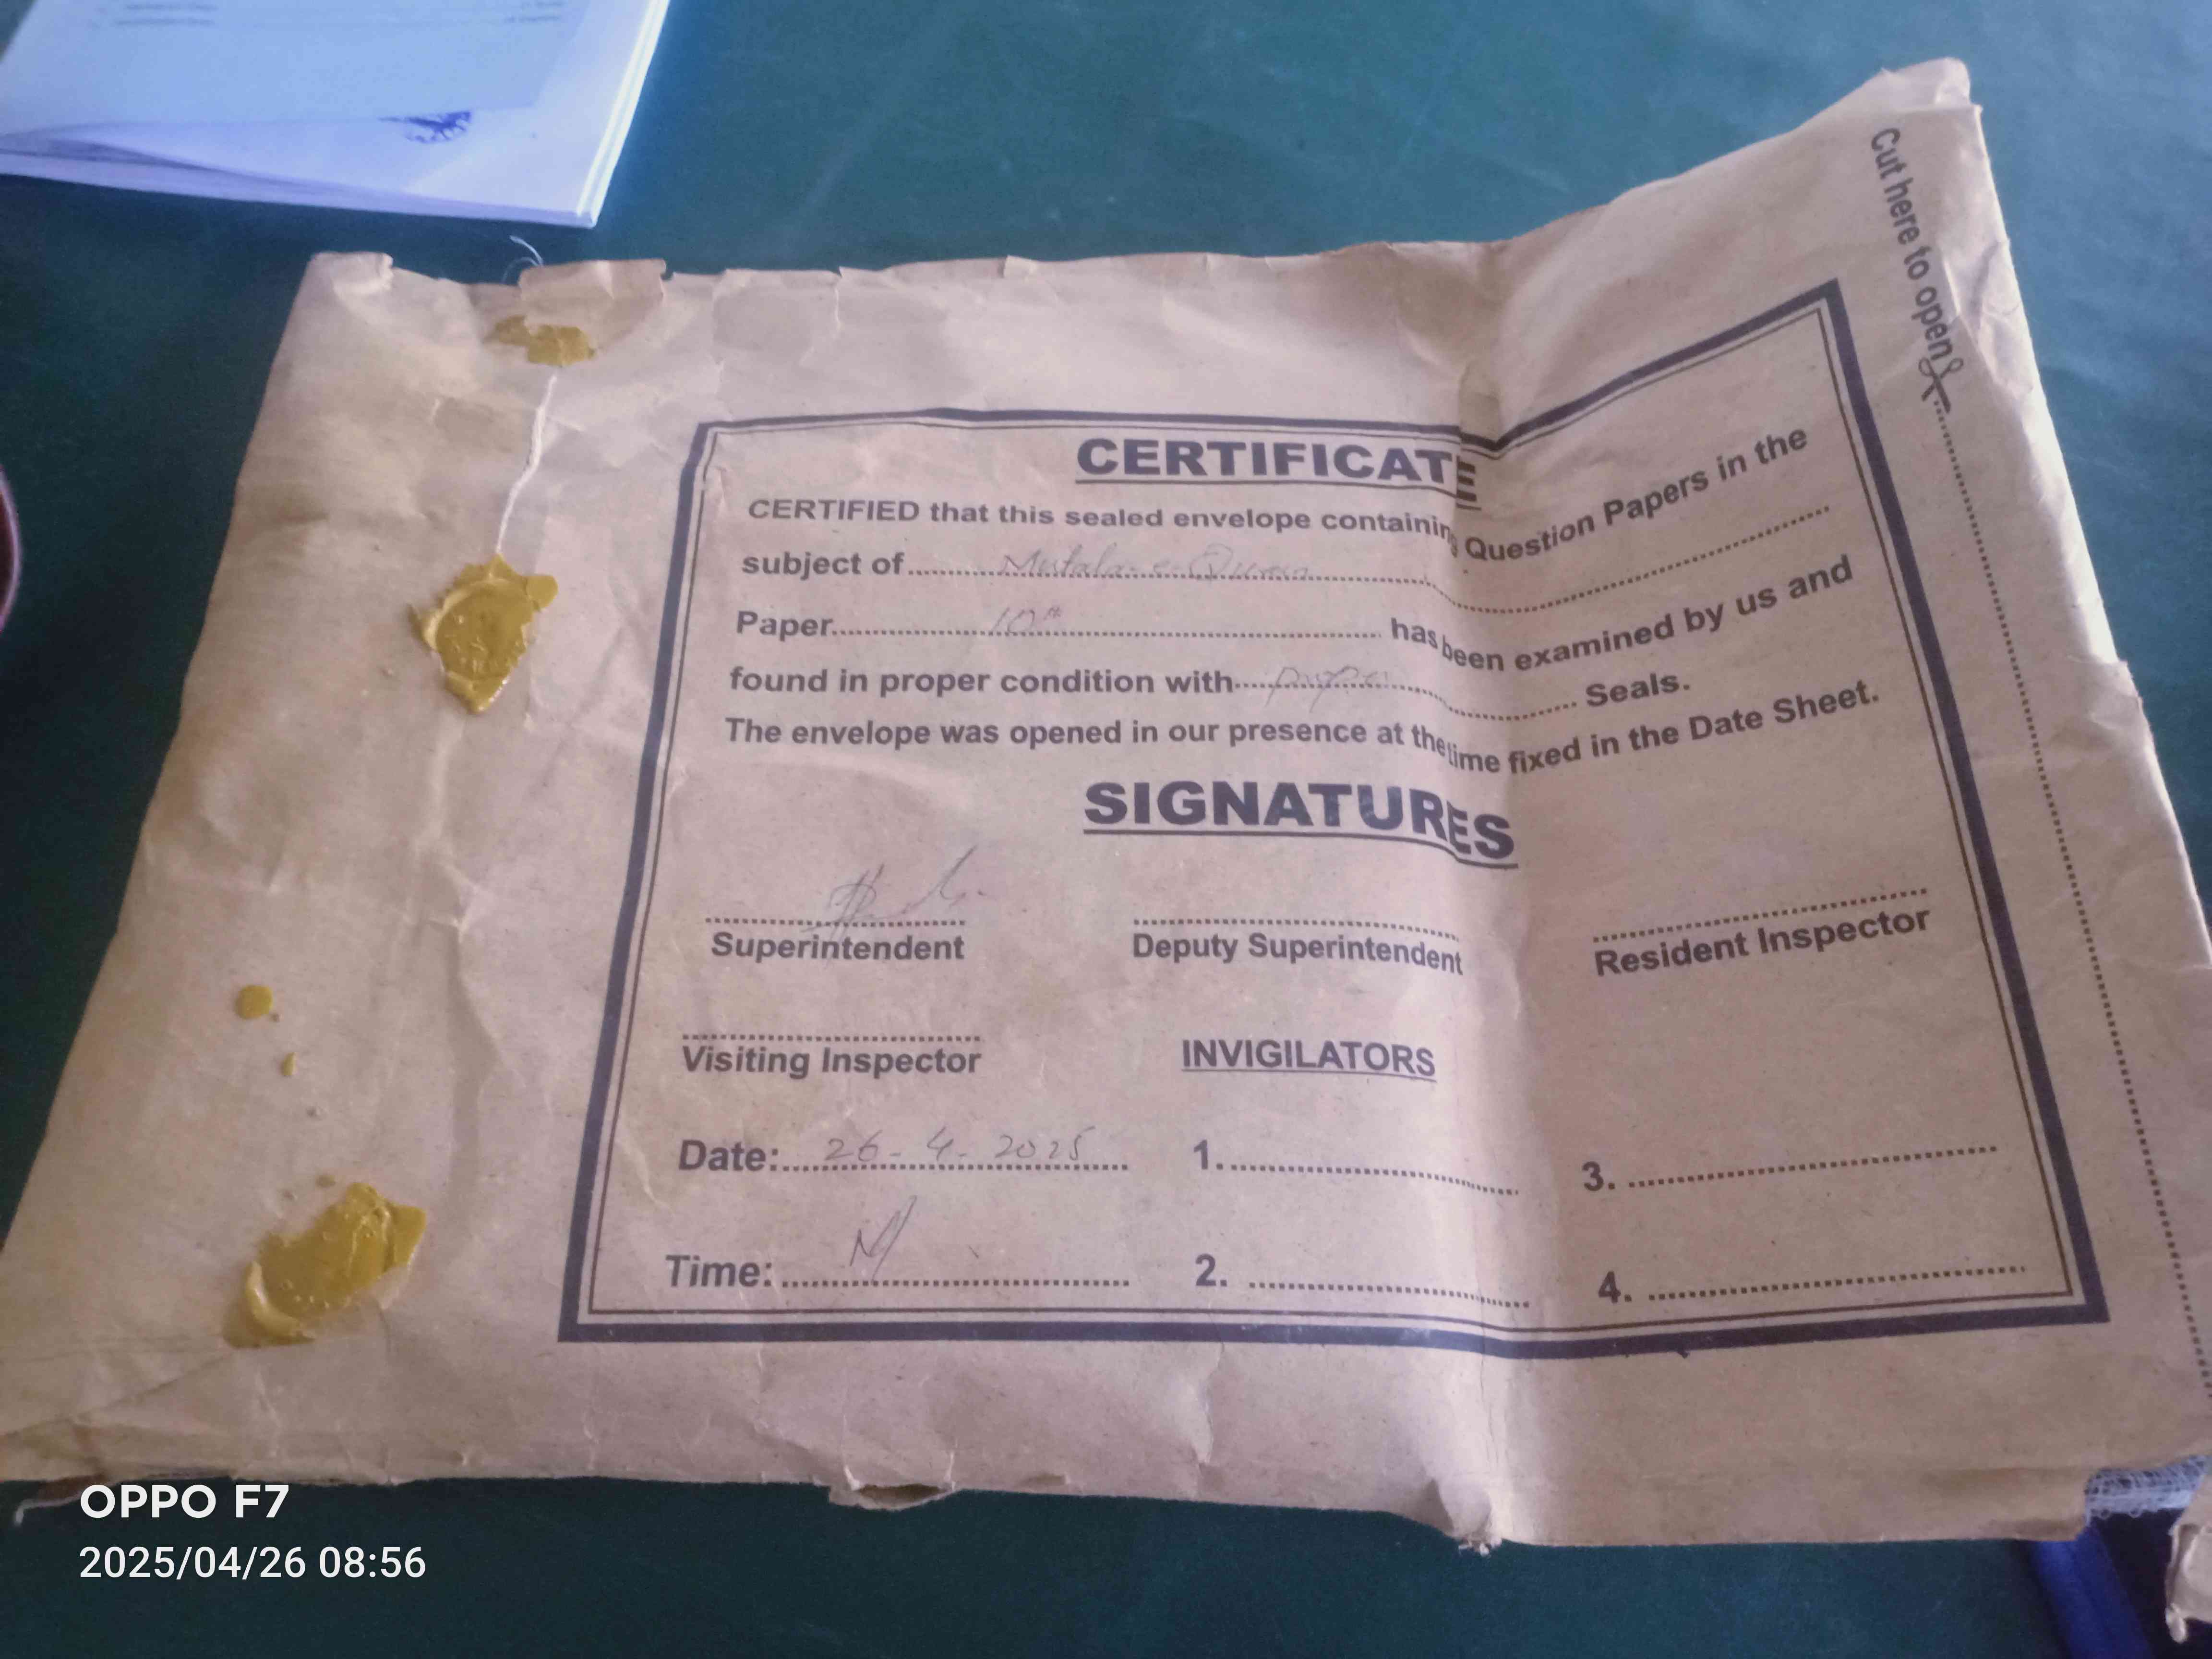 Cut here to open
CERTIFICATE
CERTIFIED that this sealed envelope containing Question Papers in the
subject of Mutala-e-Quran
Paper 10th has been examined by us and
found in proper condition with proper Seals.
The envelope was opened in our presence at the time fixed in the Date Sheet.
SIGNATURES
Superintendent Deputy Superintendent Resident Inspector
Visiting Inspector INVIGILATORS
Date: 26-4-2025 1. 3.
Time: M 2. 4.
OPPO F7
2025/04/26 08:56